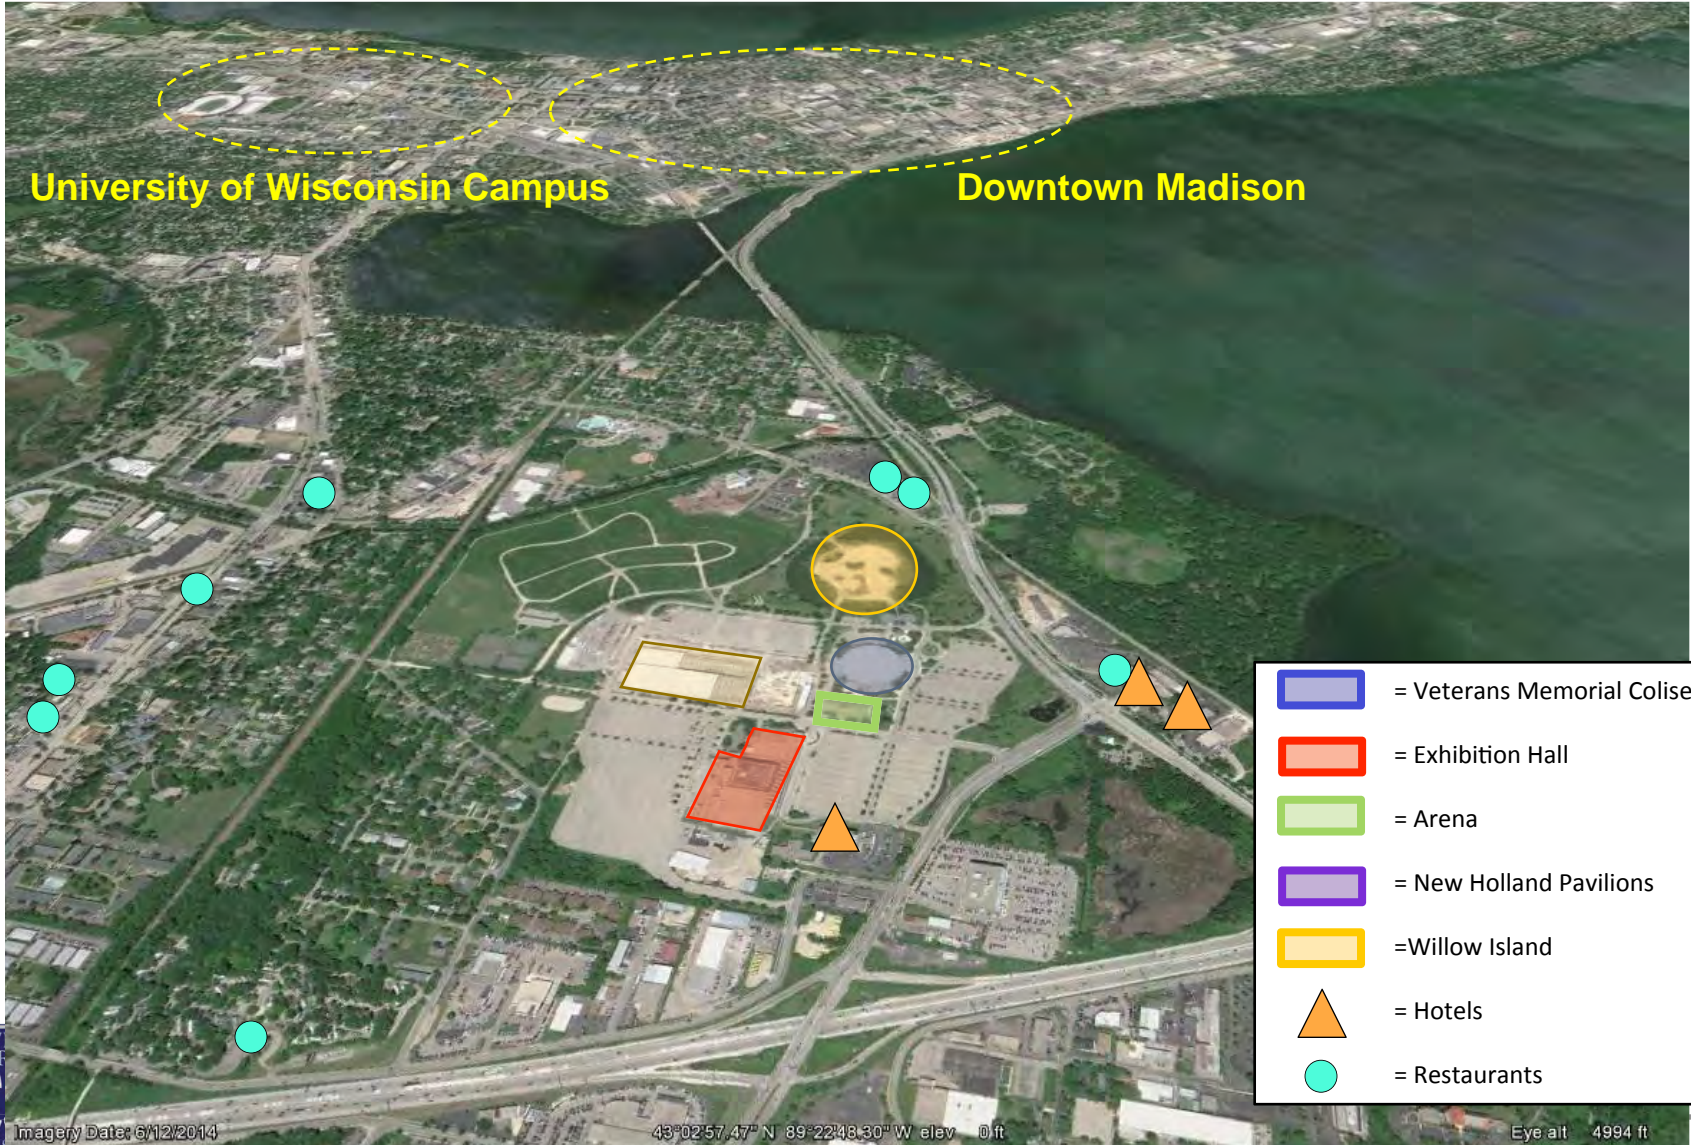 University of Wisconsin Campus
Downtown Madison
= Veterans Memorial Colise
= Exhibition Hall
= Arena
= New Holland Pavilions
=Willow Island
= Hotels
= Restaurants
Imagery Date: 6/12/2014
43°02'57.47" N 89°22'48.30" W elev 0 ft
Eye alt 4994 ft